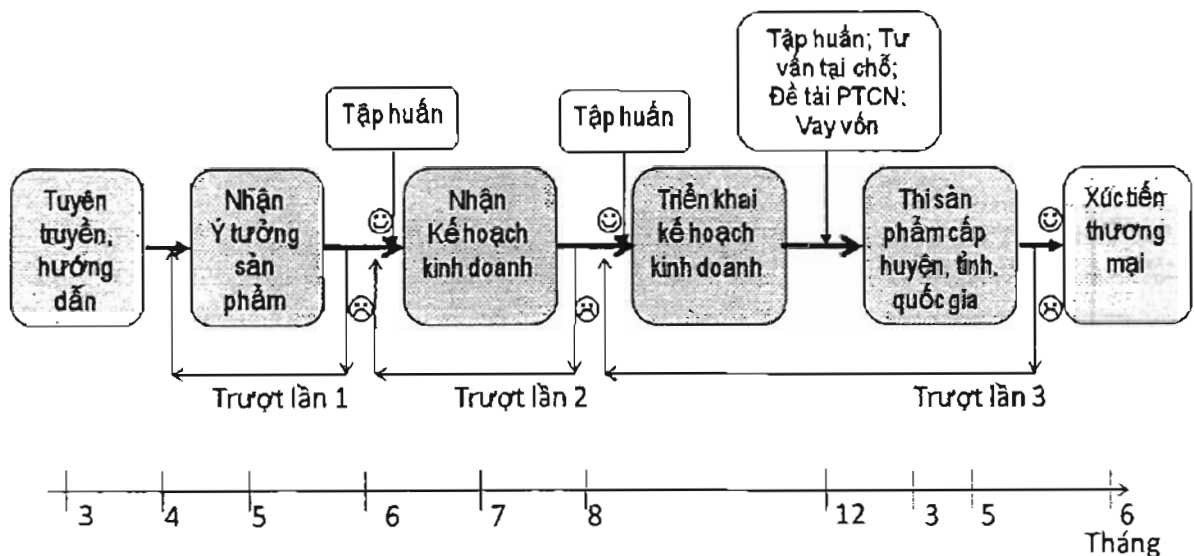 Tập huấn; Tư
vấn tại chỗ;
Đề tài PTCN;
Vay vốn
Tập huấn
Tập huấn
Tuyên
truyền,
hướng
dẫn
Nhận
Ý tưởng
sản
phẩm
Nhận
Kế hoạch
kinh doanh
Triển khai
kế hoạch
kinh doanh
Thi sản
phẩm cấp
huyện, tỉnh,
quốc gia
Xúc tiến
thương
mại
Trượt lần 1
Trượt lần 2
Trượt lần 3
3 4 5 6 7 8 12 3 5 6
Tháng